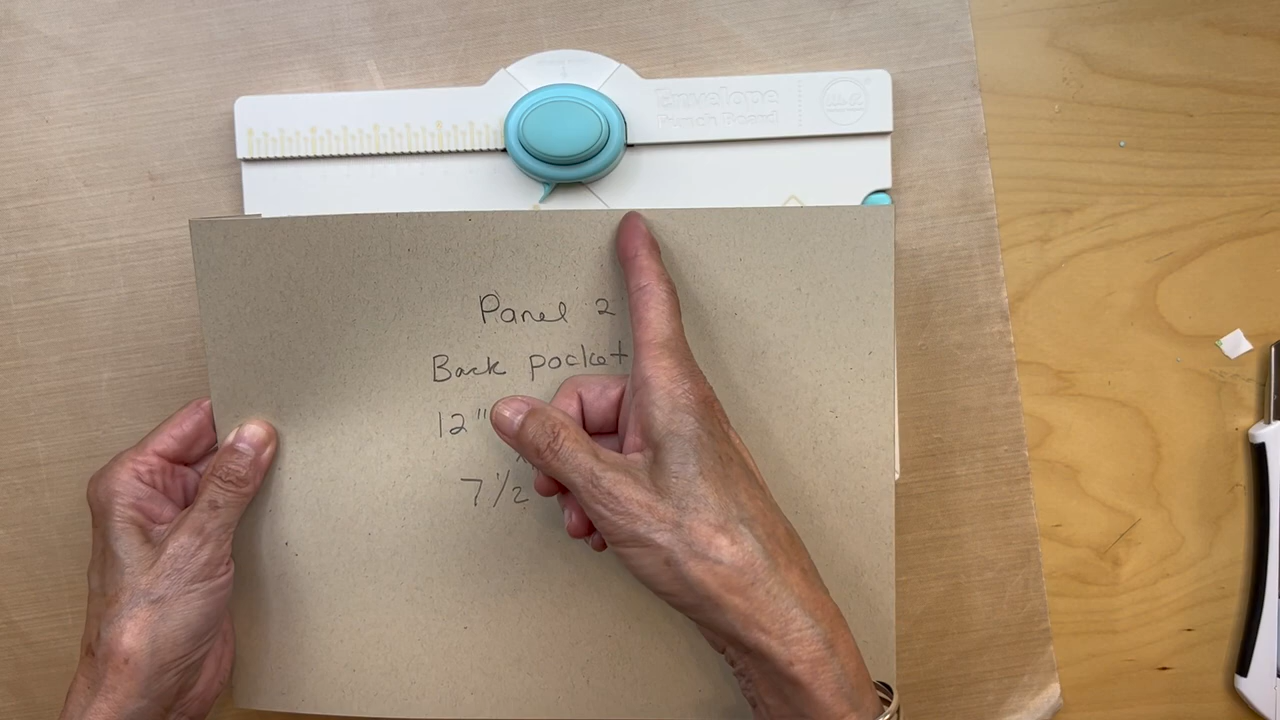 Envelope
Punch Board
Panel 2
Back pocket
12"
7 1/2